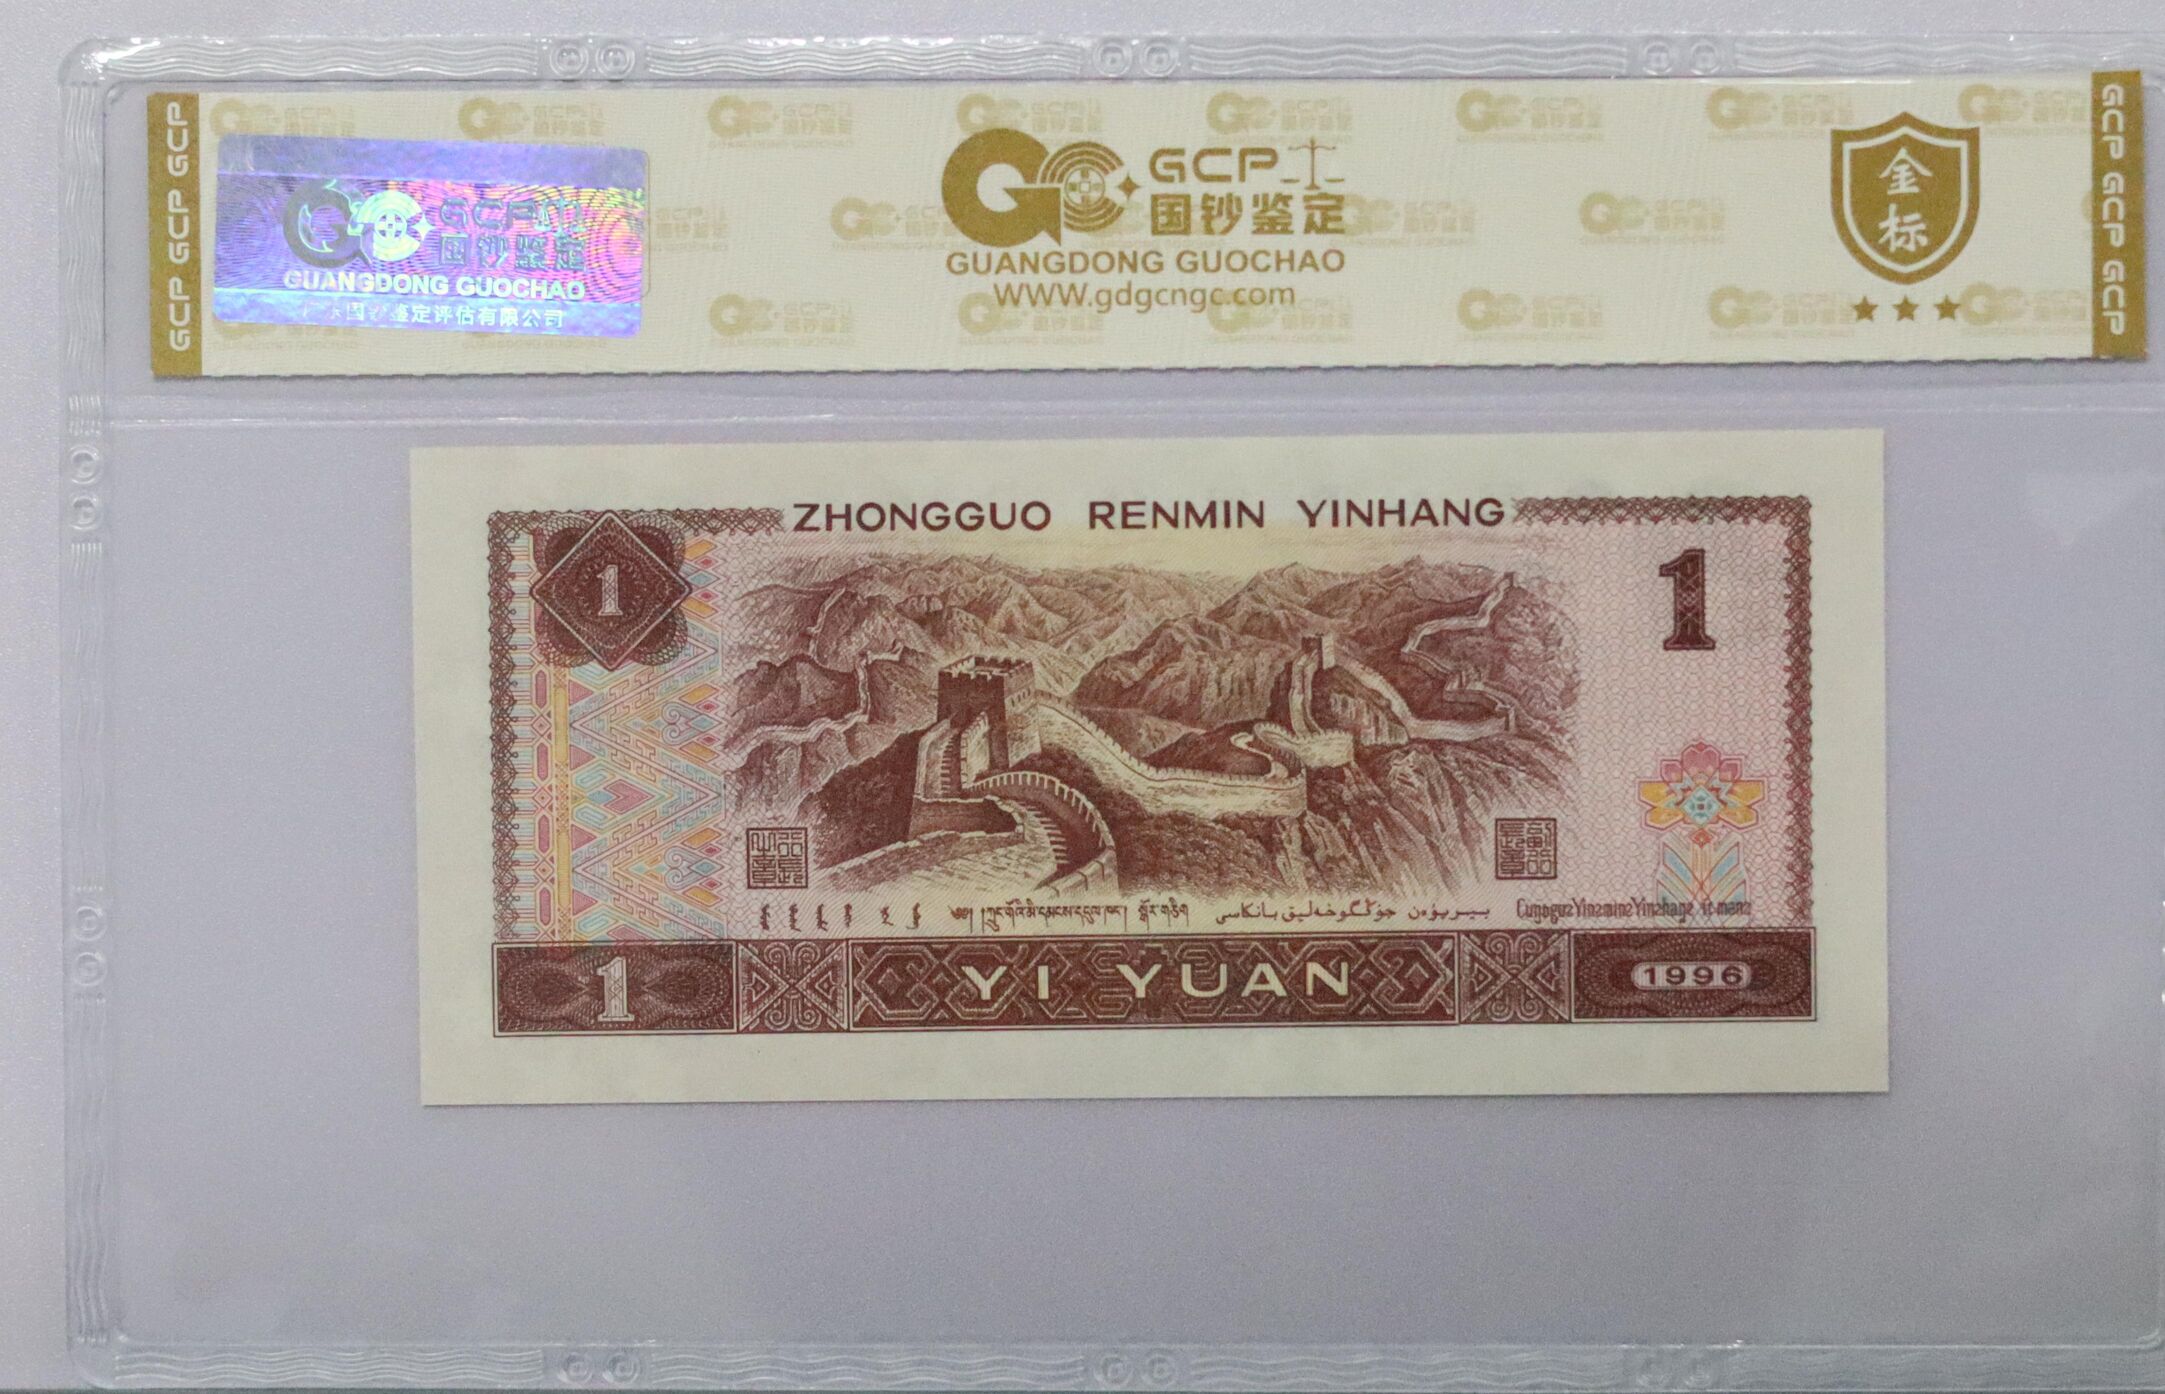 GCP GCP GCP
GCP
国钞鉴定
GUANGDONG GUOCHAO
国钞鉴定评估有限公司
GCP
国钞鉴定
GUANGDONG GUOCHAO
WWW.gdgcngc.com
金标
GCP GCP GCP
ZHONGGUO RENMIN YINHANG
1
1
YI YUAN
1
1996